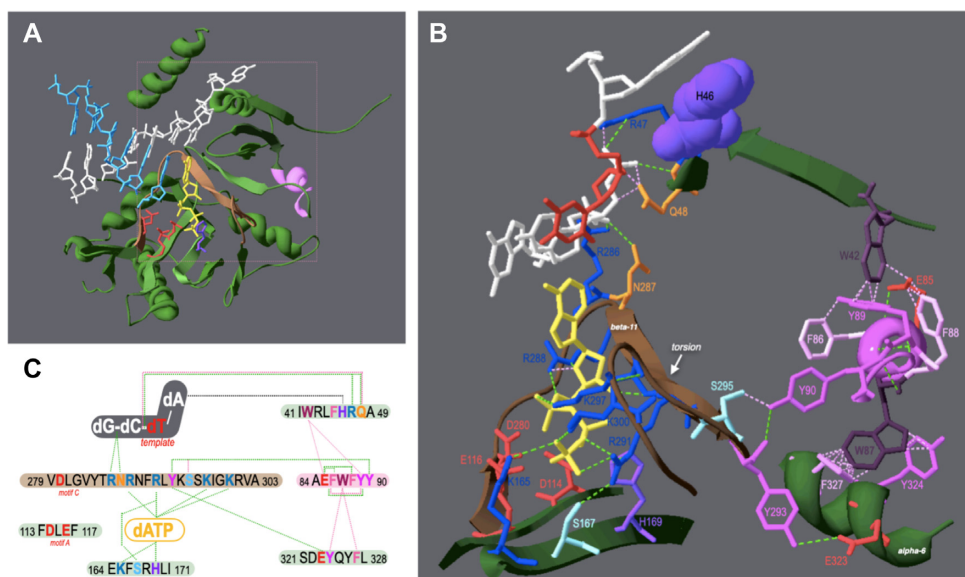 A
B
H46
R47
Q48
R286
W42
E85
Y89
N287
F86
F88
beta-11
torsion
R288
Y90
S295
K297
K300
D280
R291
W87
E116
K165
D114
F327
Y324
S167
H169
Y293
E323
alpha-6
C
dA
dG-dC-dT
template
41 IWRLFHRQA 49
279 VDLGVYTRNRNFRLYKSSKIGKRVA 303
motif C
84 AEFWFYY 90
113 FDLEF 117
motif A
dATP
164 EKFSRHLI 171
321 SDEYQYFL 328